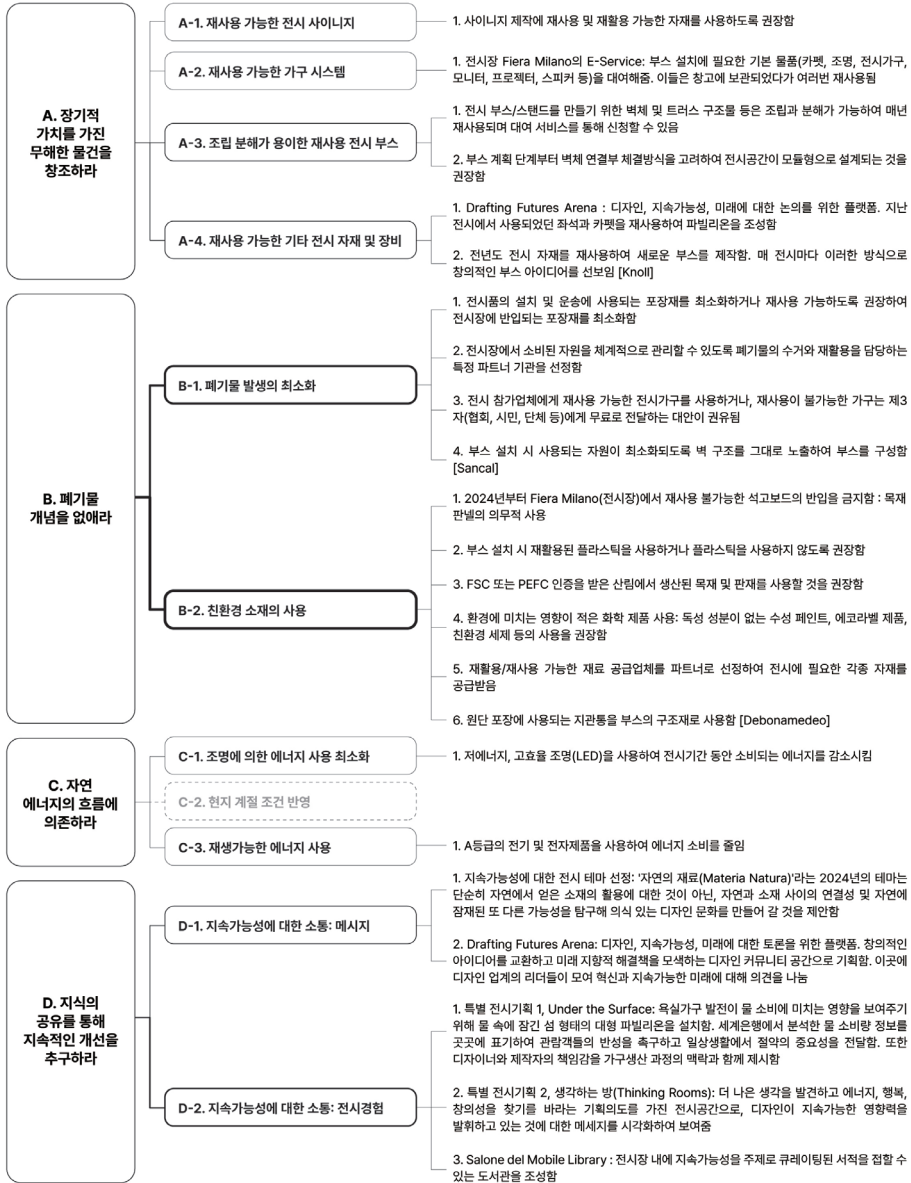 A. 장기적
가치를 가진
무해한 물건을
창조하라
A-1. 재사용 가능한 전시 사이니지
1. 사이니지 제작에 재사용 및 재활용 가능한 자재를 사용하도록 권장함
A-2. 재사용 가능한 가구 시스템
1. 전시장 Fiera Milano의 E-Service: 부스 설치에 필요한 기본 물품(카펫, 조명, 전시가구,
모니터, 프로젝터, 스피커 등)을 대여해줌. 이들은 창고에 보관되었다가 여러번 재사용됨
A-3. 조립 분해가 용이한 재사용 전시 부스
1. 전시 부스/스탠드를 만들기 위한 벽체 및 트러스 구조물 등은 조립과 분해가 가능하여 매년
재사용되며 대여 서비스를 통해 신청할 수 있음
2. 부스 계획 단계부터 벽체 연결부 체결방식을 고려하여 전시공간이 모듈형으로 설계되는 것을
권장함
A-4. 재사용 가능한 기타 전시 자재 및 장비
1. Drafting Futures Arena : 디자인, 지속가능성, 미래에 대한 논의를 위한 플랫폼. 지난
전시에서 사용되었던 좌석과 카펫을 재사용하여 파빌리온을 조성함
2. 전년도 전시 자재를 재사용하여 새로운 부스를 제작함. 매 전시마다 이러한 방식으로
창의적인 부스 아이디어를 선보임 [Knoll]
B. 폐기물
개념을 없애라
B-1. 폐기물 발생의 최소화
1. 전시품의 설치 및 운송에 사용되는 포장재를 최소화하거나 재사용 가능하도록 권장하여
전시장에 반입되는 포장재를 최소화함
2. 전시장에서 소비된 자원을 체계적으로 관리할 수 있도록 폐기물의 수거와 재활용을 담당하는
특정 파트너 기관을 선정함
3. 전시 참가업체에게 재사용 가능한 전시가구를 사용하거나, 재사용이 불가능한 가구는 제3
자(협회, 시민, 단체 등)에게 무료로 전달하는 대안이 권유됨
4. 부스 설치 시 사용되는 자원이 최소화되도록 벽 구조를 그대로 노출하여 부스를 구성함
[Sancal]
B-2. 친환경 소재의 사용
1. 2024년부터 Fiera Milano(전시장)에서 재사용 불가능한 석고보드의 반입을 금지함 : 목재
판넬의 의무적 사용
2. 부스 설치 시 재활용된 플라스틱을 사용하거나 플라스틱을 사용하지 않도록 권장함
3. FSC 또는 PEFC 인증을 받은 산림에서 생산된 목재 및 판재를 사용할 것을 권장함
4. 환경에 미치는 영향이 적은 화학 제품 사용: 독성 성분이 없는 수성 페인트, 에코라벨 제품,
친환경 세제 등의 사용을 권장함
5. 재활용/재사용 가능한 재료 공급업체를 파트너로 선정하여 전시에 필요한 각종 자재를
공급받음
6. 원단 포장에 사용되는 지관통을 부스의 구조재로 사용함 [Debonamedeo]
C. 자연
에너지의 흐름에
의존하라
C-1. 조명에 의한 에너지 사용 최소화
1. 저에너지, 고효율 조명(LED)을 사용하여 전시기간 동안 소비되는 에너지를 감소시킴
C-2. 현지 계절 조건 반영
C-3. 재생가능한 에너지 사용
1. A등급의 전기 및 전자제품을 사용하여 에너지 소비를 줄임
D. 지식의
공유를 통해
지속적인 개선을
추구하라
D-1. 지속가능성에 대한 소통: 메시지
1. 지속가능성에 대한 전시 테마 선정: '자연의 재료(Materia Natura)'라는 2024년의 테마는
단순히 자연에서 얻은 소재의 활용에 대한 것이 아닌, 자연과 소재 사이의 연결성 및 자연에
잠재된 또 다른 가능성을 탐구해 의식 있는 디자인 문화를 만들어 갈 것을 제안함
2. Drafting Futures Arena: 디자인, 지속가능성, 미래에 대한 토론을 위한 플랫폼. 창의적인
아이디어를 교환하고 미래 지향적 해결책을 모색하는 디자인 커뮤니티 공간으로 기획함. 이곳에
디자인 업계의 리더들이 모여 혁신과 지속가능한 미래에 대해 의견을 나눔
D-2. 지속가능성에 대한 소통: 전시경험
1. 특별 전시기획 1, Under the Surface: 욕실가구 발전이 물 소비에 미치는 영향을 보여주기
위해 물 속에 잠긴 섬 형태의 대형 파빌리온을 설치함. 세계은행에서 분석한 물 소비량 정보를
곳곳에 표기하여 관람객들의 반성을 촉구하고 일상생활에서 절약의 중요성을 전달함. 또한
디자이너와 제작자의 책임감을 가구생산 과정의 맥락과 함께 제시함
2. 특별 전시기획 2, 생각하는 방(Thinking Rooms): 더 나은 생각을 발견하고 에너지, 행복,
창의성을 찾기를 바라는 기획의도를 가진 전시공간으로, 디자인이 지속가능한 영향력을
발휘하고 있는 것에 대한 메세지를 시각화하여 보여줌
3. Salone del Mobile Library : 전시장 내에 지속가능성을 주제로 큐레이팅된 서적을 접할 수
있는 도서관을 조성함